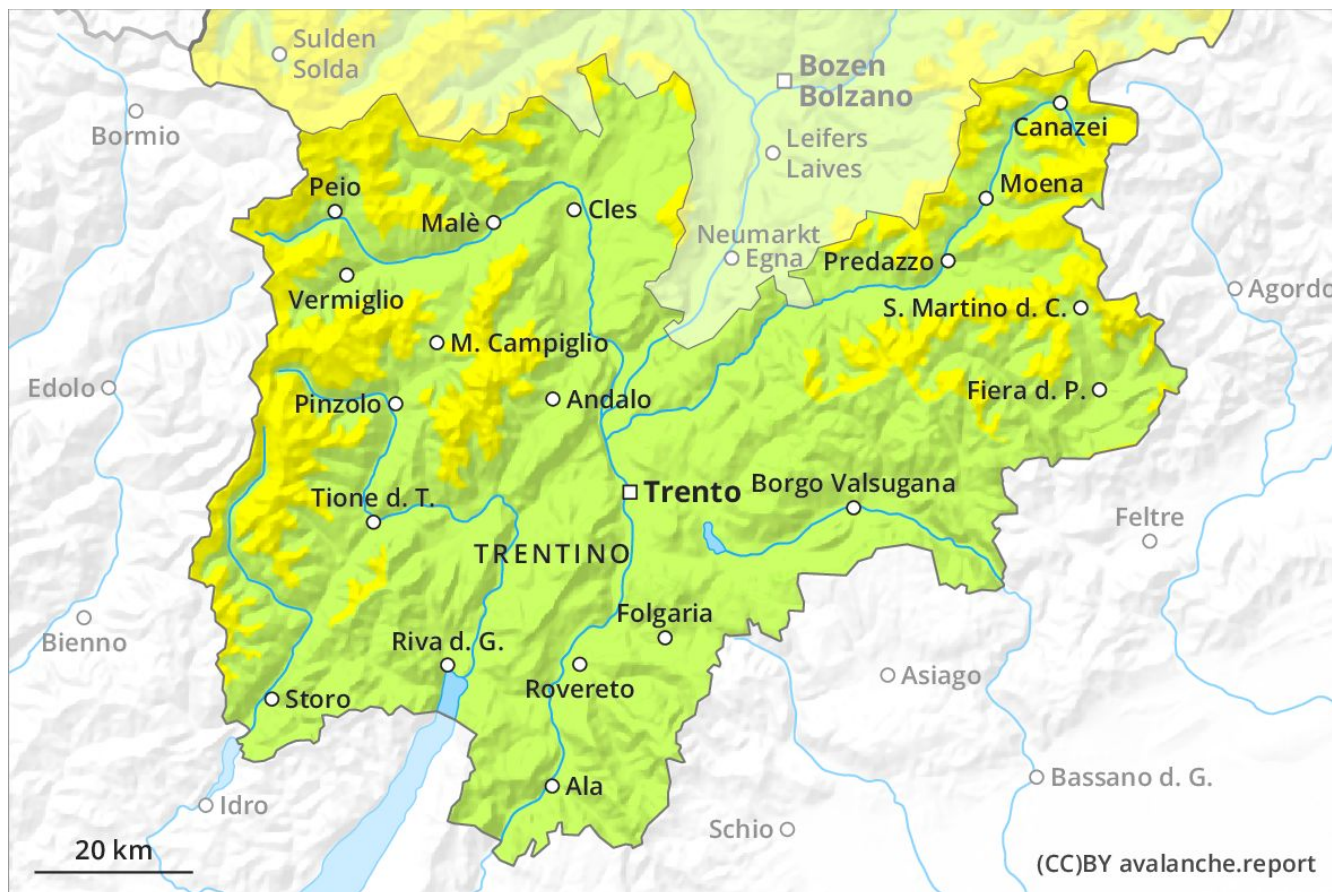 Sulden
Solda
Bozen
Bolzano
Bormio
Canazei
Leifers
Laives
Peio
Moena
Malè
Cles
Neumarkt
Egna
Predazzo
Vermiglio
Agordo
S. Martino d. C.
M. Campiglio
Edolo
Pinzolo
Andalo
Fiera d. P.
Trento
Borgo Valsugana
Tione d. T.
Feltre
TRENTINO
Bienno
Folgaria
Riva d. G.
Asiago
Rovereto
Storo
Bassano d. G.
Ala
Idro
Schio
20 km
(CC)BY avalanche.report